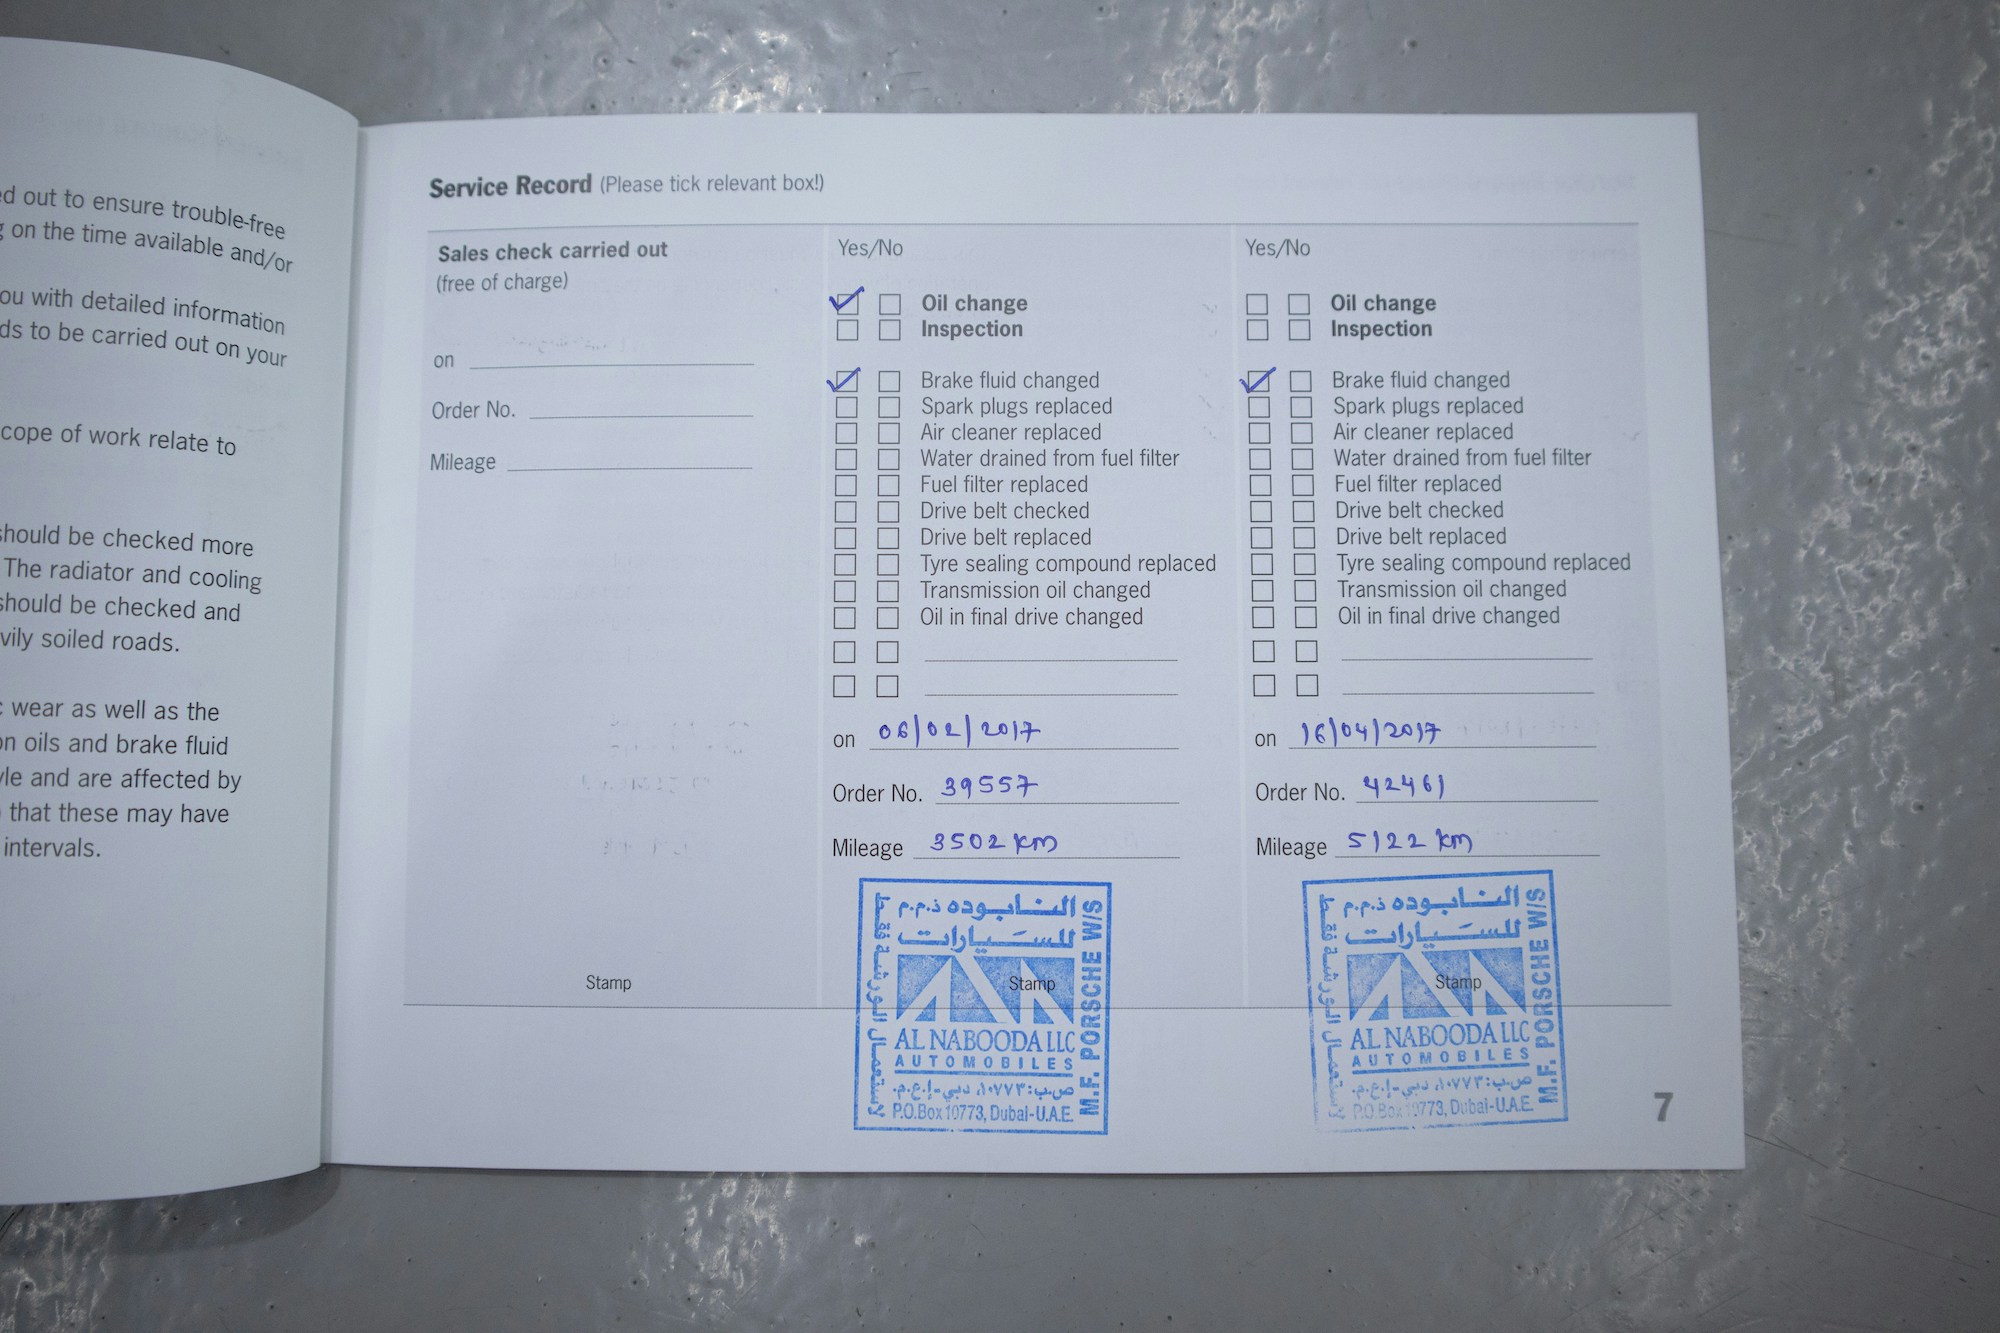 ed out to ensure trouble-free
g on the time available and/or
ou with detailed information
ds to be carried out on your
cope of work relate to
should be checked more
The radiator and cooling
should be checked and
vily soiled roads.
c wear as well as the
on oils and brake fluid
yle and are affected by
that these may have
intervals.
Service Record (Please tick relevant box!)
Sales check carried out
(free of charge)
on
Order No.
Mileage
Stamp
Yes/No
Oil change
Inspection
Brake fluid changed
Spark plugs replaced
Air cleaner replaced
Water drained from fuel filter
Fuel filter replaced
Drive belt checked
Drive belt replaced
Tyre sealing compound replaced
Transmission oil changed
Oil in final drive changed
on 06/02/2017
Order No. 39557
Mileage 3502 km
النابوده ذ.م.م
للسيارات
Stamp
AL NABOODA LLC
AUTOMOBILES
ص.ب: ١٠٧٧٣، دبي-إ.ع.م.
P.O.Box 10773, Dubai-U.A.E.
M.F. PORSCHE W/S
لاستعمال الورشة فقط
Yes/No
Oil change
Inspection
Brake fluid changed
Spark plugs replaced
Air cleaner replaced
Water drained from fuel filter
Fuel filter replaced
Drive belt checked
Drive belt replaced
Tyre sealing compound replaced
Transmission oil changed
Oil in final drive changed
on 16/04/2017
Order No. 42461
Mileage 5122 km
النابوده ذ.م.م
للسيارات
Stamp
AL NABOODA LLC
AUTOMOBILES
ص.ب: ١٠٧٧٣، دبي-إ.ع.م.
P.O.Box 10773, Dubai-U.A.E.
M.F. PORSCHE W/S
لاستعمال الورشة فقط
7